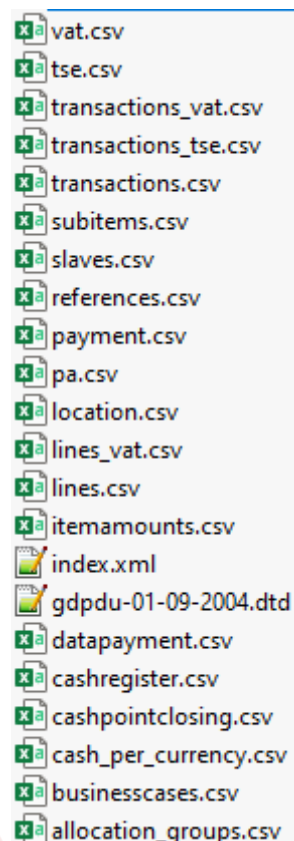 vat.csv
tse.csv
transactions_vat.csv
transactions_tse.csv
transactions.csv
subitems.csv
slaves.csv
references.csv
payment.csv
pa.csv
location.csv
lines_vat.csv
lines.csv
itemamounts.csv
index.xml
gdpdu-01-09-2004.dtd
datapayment.csv
cashregister.csv
cashpointclosing.csv
cash_per_currency.csv
businesscases.csv
allocation_groups.csv